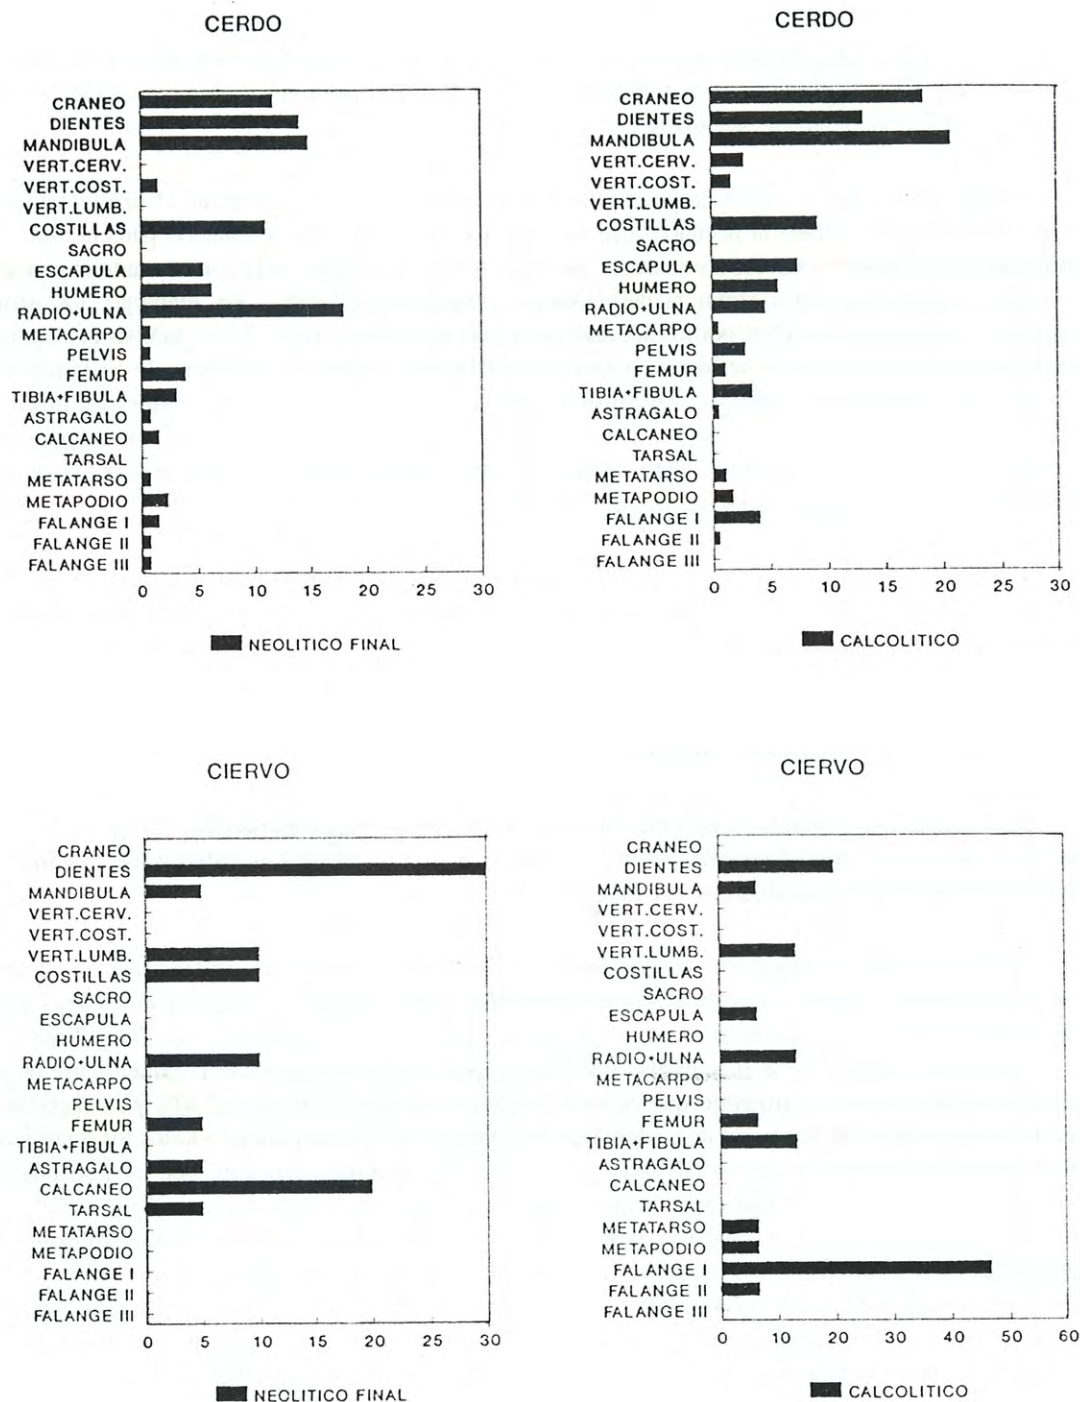 CERDO
CRANEO
DIENTES
MANDIBULA
VERT.CERV.
VERT.COST.
VERT.LUMB.
COSTILLAS
SACRO
ESCAPULA
HUMERO
RADIO+ULNA
METACARPO
PELVIS
FEMUR
TIBIA+FIBULA
ASTRAGALO
CALCANEO
TARSAL
METATARSO
METAPODIO
FALANGE I
FALANGE II
FALANGE III
0 5 10 15 20 25 30
NEOLITICO FINAL
CERDO
CRANEO
DIENTES
MANDIBULA
VERT.CERV.
VERT.COST.
VERT.LUMB.
COSTILLAS
SACRO
ESCAPULA
HUMERO
RADIO+ULNA
METACARPO
PELVIS
FEMUR
TIBIA+FIBULA
ASTRAGALO
CALCANEO
TARSAL
METATARSO
METAPODIO
FALANGE I
FALANGE II
FALANGE III
0 5 10 15 20 25 30
CALCOLITICO
CIERVO
CRANEO
DIENTES
MANDIBULA
VERT.CERV.
VERT.COST.
VERT.LUMB.
COSTILLAS
SACRO
ESCAPULA
HUMERO
RADIO+ULNA
METACARPO
PELVIS
FEMUR
TIBIA+FIBULA
ASTRAGALO
CALCANEO
TARSAL
METATARSO
METAPODIO
FALANGE I
FALANGE II
FALANGE III
0 5 10 15 20 25 30
NEOLITICO FINAL
CIERVO
CRANEO
DIENTES
MANDIBULA
VERT.CERV.
VERT.COST.
VERT.LUMB.
COSTILLAS
SACRO
ESCAPULA
HUMERO
RADIO+ULNA
METACARPO
PELVIS
FEMUR
TIBIA+FIBULA
ASTRAGALO
CALCANEO
TARSAL
METATARSO
METAPODIO
FALANGE I
FALANGE II
FALANGE III
0 10 20 30 40 50 60
CALCOLITICO